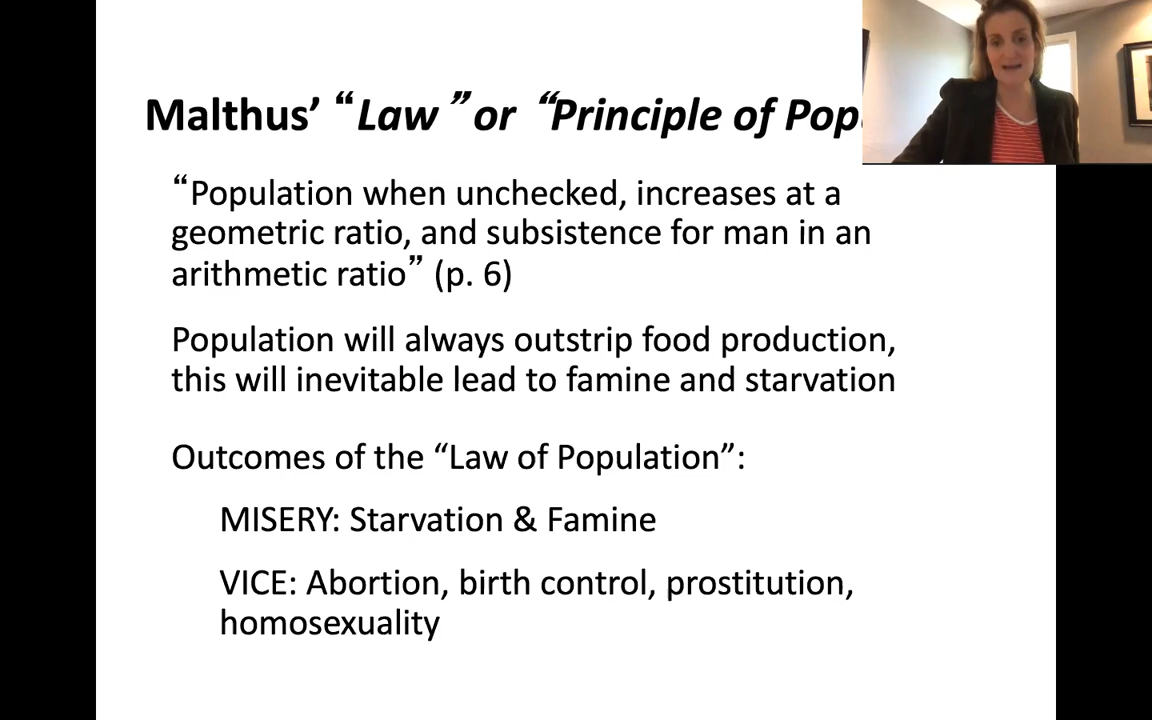 Malthus’ “Law” or “Principle of
“Population when unchecked, increases at a
geometric ratio, and subsistence for man in an
arithmetic ratio” (p. 6)
Population will always outstrip food production,
this will inevitable lead to famine and starvation
Outcomes of the “Law of Population”:
MISERY: Starvation & Famine
VICE: Abortion, birth control, prostitution,
homosexuality